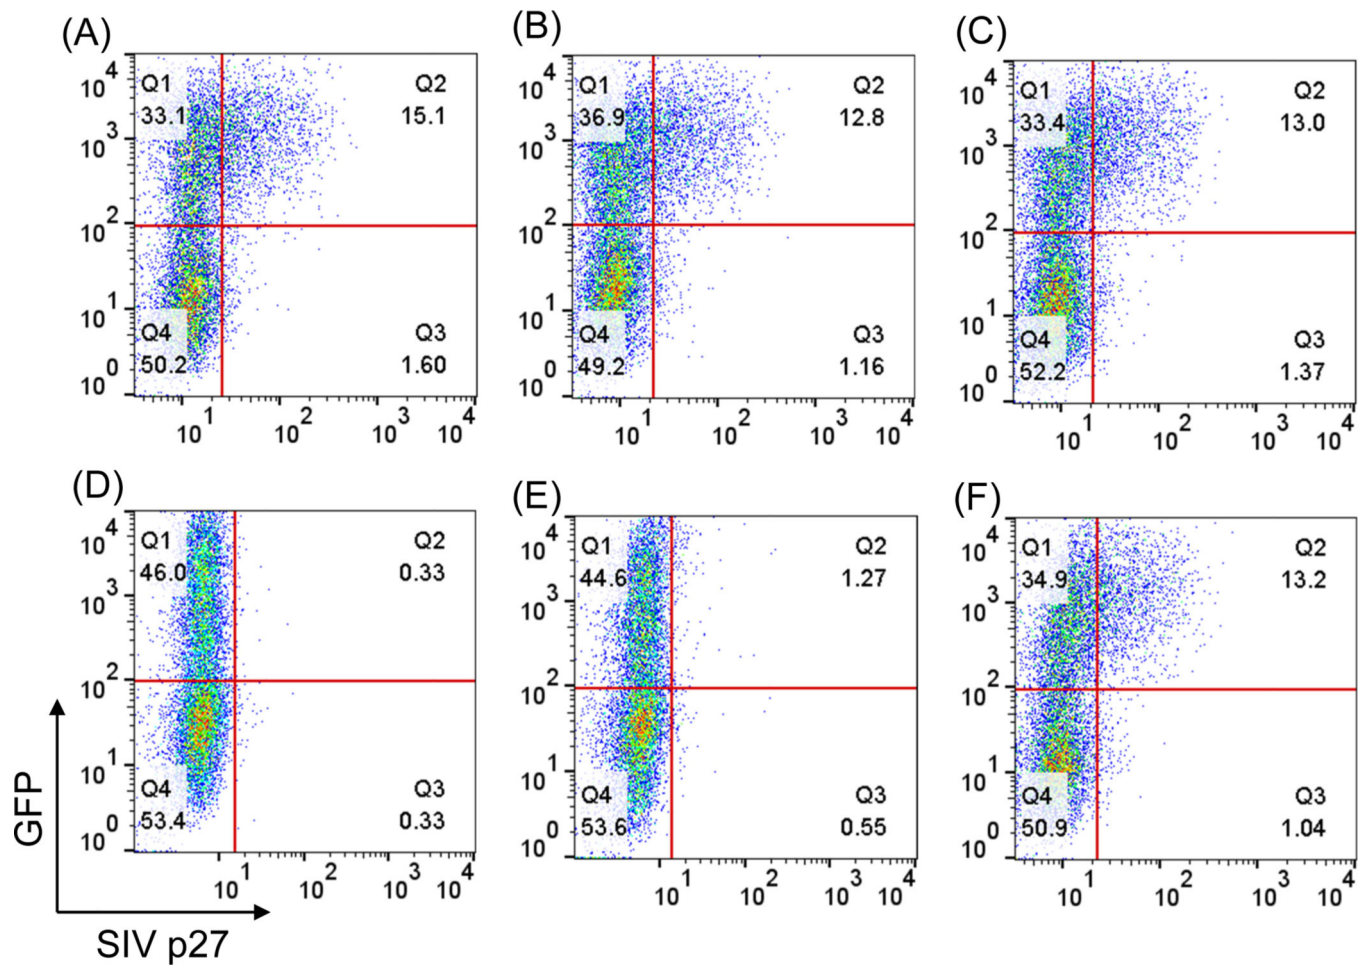 (A)
(B)
(C)
Q1
33.1
Q2
15.1
Q4
50.2
Q3
1.60
10^4
10^3
10^2
10^1
10^0
10^1
10^2
10^3
10^4
Q1
36.9
Q2
12.8
Q4
49.2
Q3
1.16
10^4
10^3
10^2
10^1
10^0
10^1
10^2
10^3
10^4
Q1
33.4
Q2
13.0
Q4
52.2
Q3
1.37
10^4
10^3
10^2
10^1
10^0
10^1
10^2
10^3
10^4
(D)
(E)
(F)
Q1
46.0
Q2
0.33
Q4
53.4
Q3
0.33
10^4
10^3
10^2
10^1
10^0
10^1
10^2
10^3
10^4
Q1
44.6
Q2
1.27
Q4
53.6
Q3
0.55
10^4
10^3
10^2
10^1
10^0
10^1
10^2
10^3
10^4
Q1
34.9
Q2
13.2
Q4
50.9
Q3
1.04
10^4
10^3
10^2
10^1
10^0
10^1
10^2
10^3
10^4
GFP
SIV p27